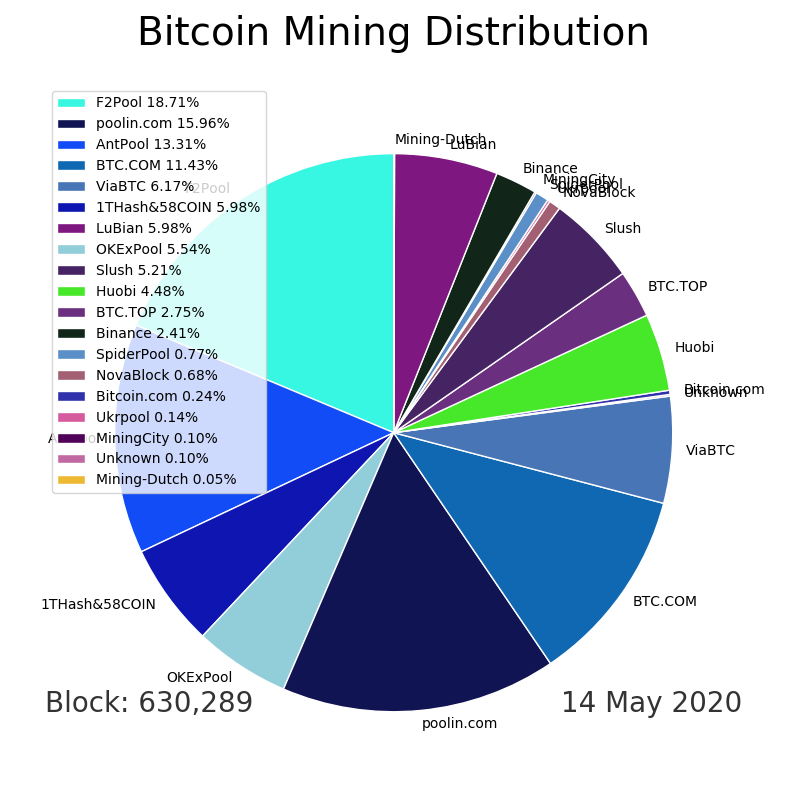 Bitcoin Mining Distribution
F2Pool 18.71%
poolin.com 15.96%
AntPool 13.31%
BTC.COM 11.43%
ViaBTC 6.17%
1THash&58COIN 5.98%
LuBian 5.98%
OKExPool 5.54%
Slush 5.21%
Huobi 4.48%
BTC.TOP 2.75%
Binance 2.41%
SpiderPool 0.77%
NovaBlock 0.68%
Bitcoin.com 0.24%
Ukrpool 0.14%
MiningCity 0.10%
Unknown 0.10%
Mining-Dutch 0.05%
Mining-Dutch
LuBian
Binance
MiningCity
SpiderPool
Ukrpool
NovaBlock
Slush
BTC.TOP
Huobi
Bitcoin.com
Unknown
ViaBTC
BTC.COM
poolin.com
OKExPool
1THash&58COIN
Block: 630,289
14 May 2020